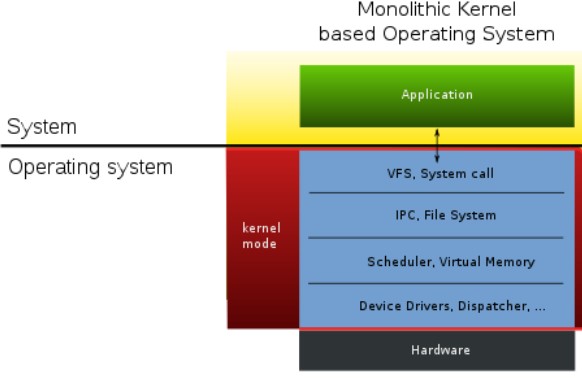 Monolithic Kernel
based Operating System
Application
System
Operating system
VFS, System call
IPC, File System
kernel
mode
Scheduler, Virtual Memory
Device Drivers, Dispatcher, ...
Hardware